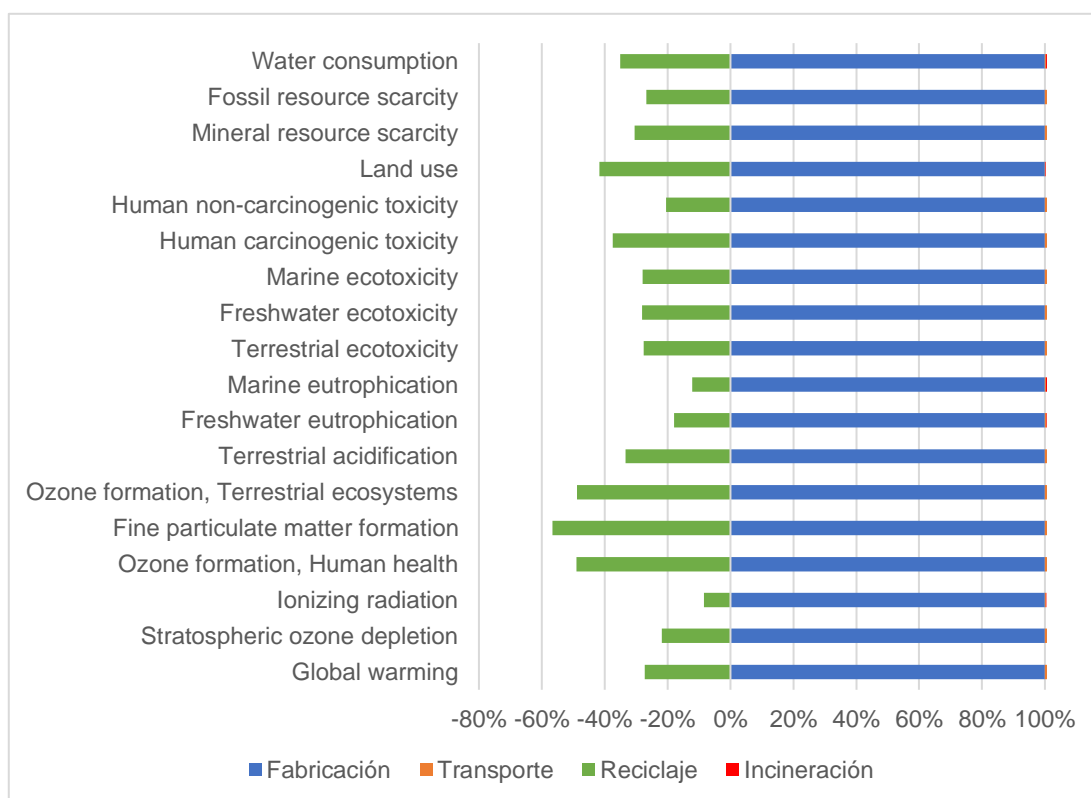 Water consumption
Fossil resource scarcity
Mineral resource scarcity
Land use
Human non-carcinogenic toxicity
Human carcinogenic toxicity
Marine ecotoxicity
Freshwater ecotoxicity
Terrestrial ecotoxicity
Marine eutrophication
Freshwater eutrophication
Terrestrial acidification
Ozone formation, Terrestrial ecosystems
Fine particulate matter formation
Ozone formation, Human health
Ionizing radiation
Stratospheric ozone depletion
Global warming
-80% -60% -40% -20% 0% 20% 40% 60% 80% 100%
Fabricación Transporte Reciclaje Incineración